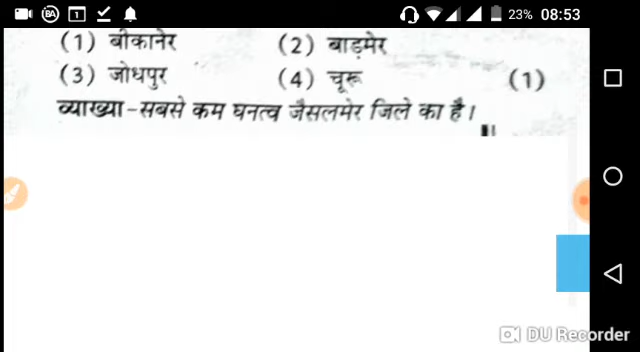 23% 08:53
(1) बीकानेर (2) बाड़मेर
(3) जोधपुर (4) चूरू (1)
व्याख्या-सबसे कम घनत्व जैसलमेर जिले का है।
DU Recorder